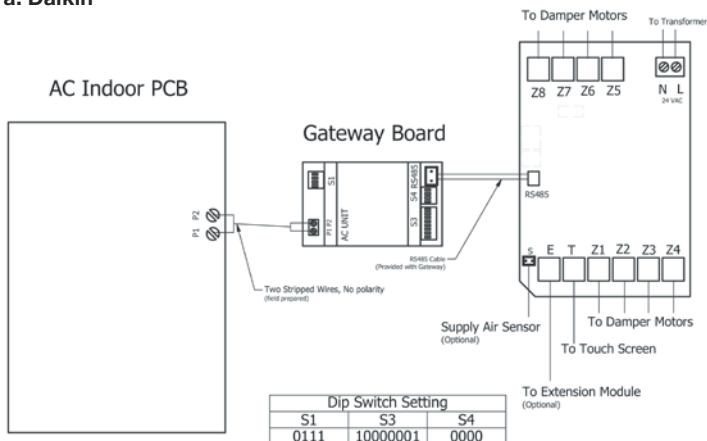 a. Daikin
To Damper Motors
To Transformer
AC Indoor PCB
Z8 Z7 Z6 Z5
N L
24 VAC
Gateway Board
S1
S4 RS485
P1 P2
AC UNIT
S3
RS485
P1 P2
RS485 Cable
(Provided with Gateway)
Two Stripped Wires, No polarity
(field prepared)
S E T Z1 Z2 Z3 Z4
Supply Air Sensor
(Optional)
To Damper Motors
To Touch Screen
To Extension Module
(Optional)
Dip Switch Setting
S1 S3 S4
0111 10000001 0000